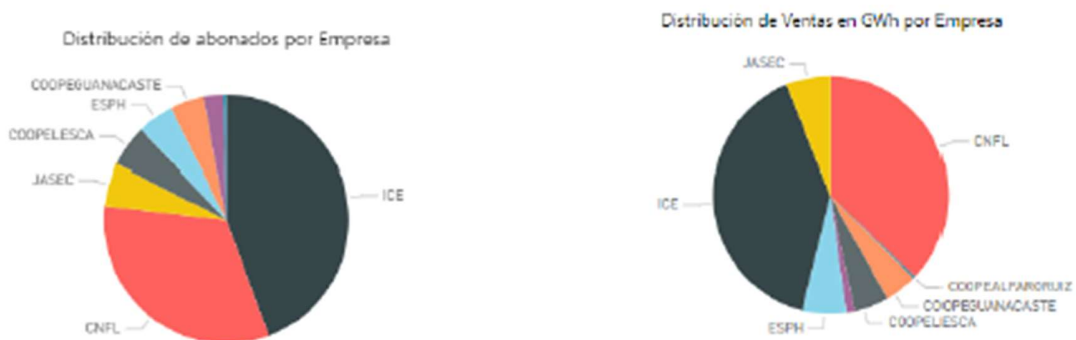 Distribución de abonados por Empresa
COOPEGUANACASTE
ESPH
COOPELESCA
JASEC
ICE
CNFL
Distribución de Ventas en GWh por Empresa
JASEC
CNFL
ICE
COOPEALFARORUIZ
COOPEGUANACASTE
COOPELESCA
ESPH